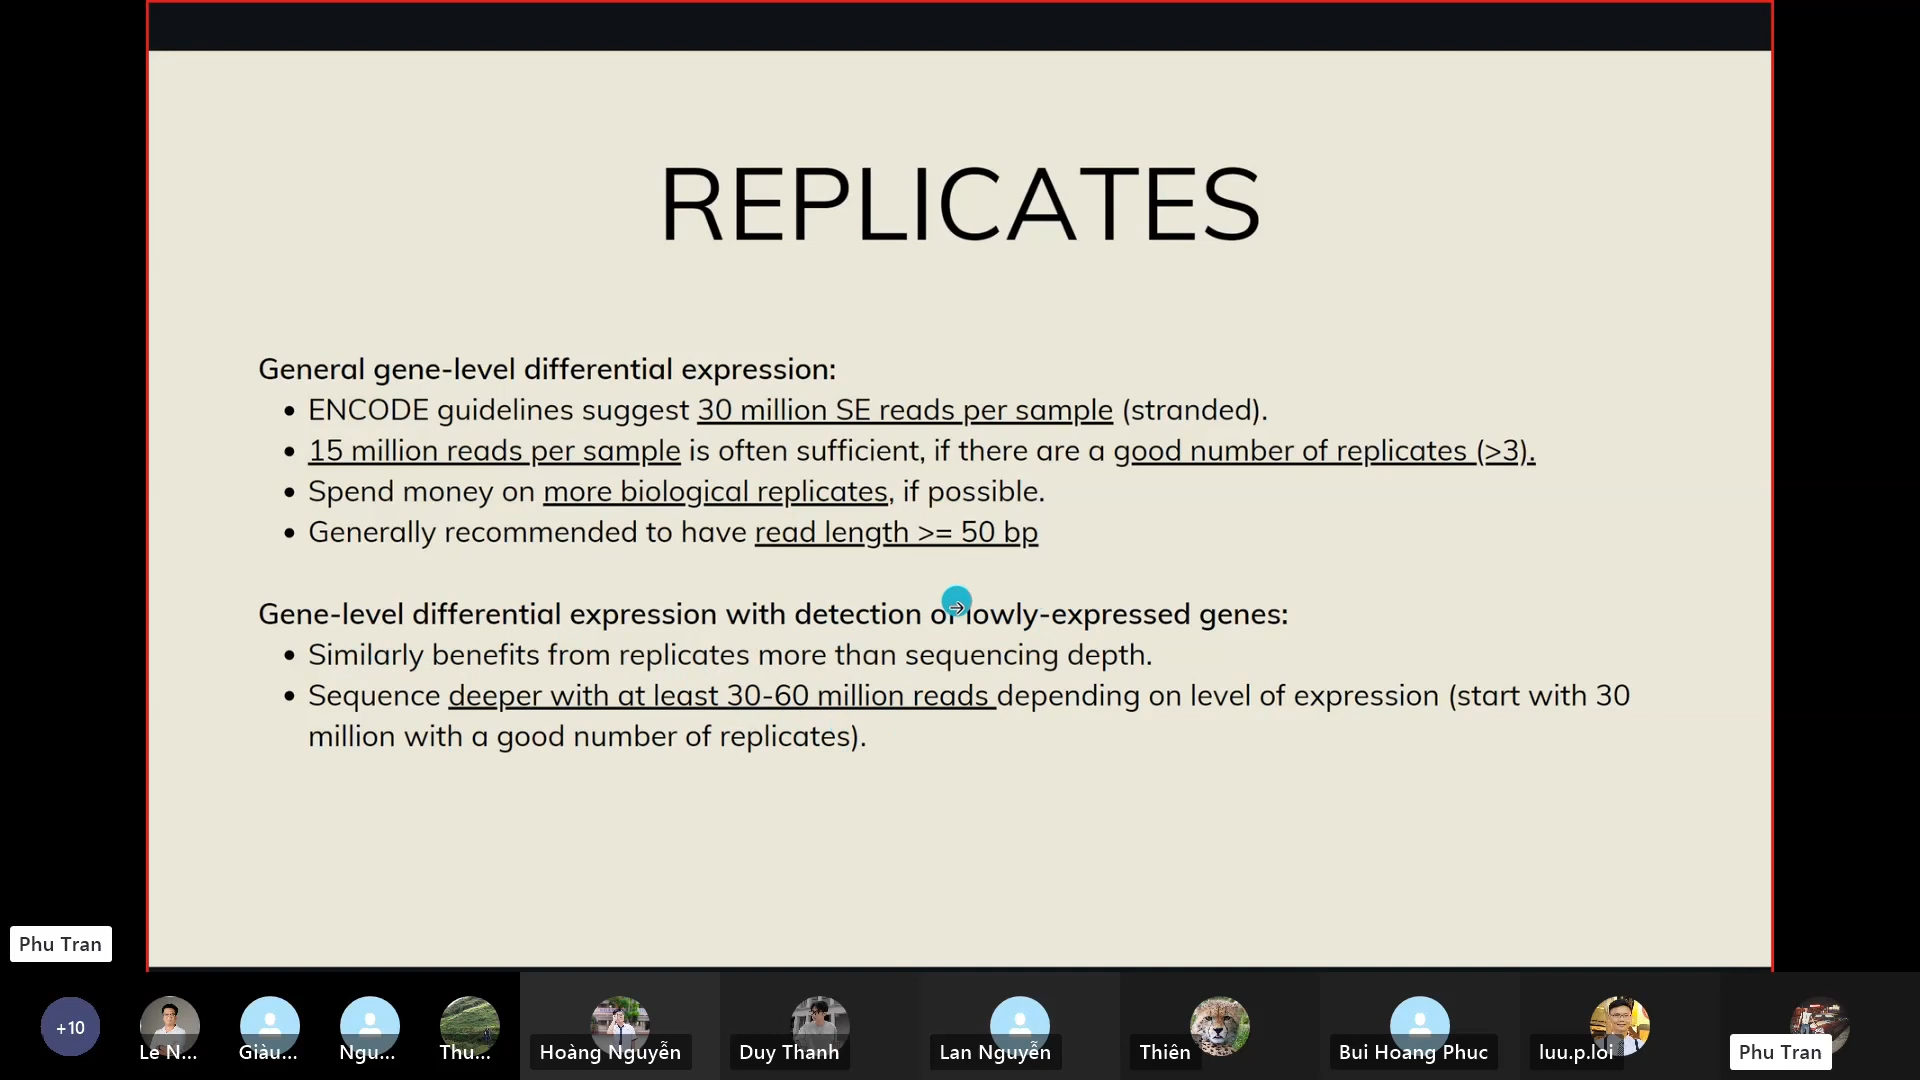 REPLICATES
General gene-level differential expression:
• ENCODE guidelines suggest 30 million SE reads per sample (stranded).
• 15 million reads per sample is often sufficient, if there are a good number of replicates (>3).
• Spend money on more biological replicates, if possible.
• Generally recommended to have read length >= 50 bp
Gene-level differential expression with detection of lowly-expressed genes:
• Similarly benefits from replicates more than sequencing depth.
• Sequence deeper with at least 30-60 million reads depending on level of expression (start with 30
million with a good number of replicates).
Phu Tran
+10
Le N...
Giàu...
Ngu...
Thu...
Hoàng Nguyễn
Duy Thanh
Lan Nguyễn
Thiên
Bui Hoang Phuc
luu.p.loi
Phu Tran